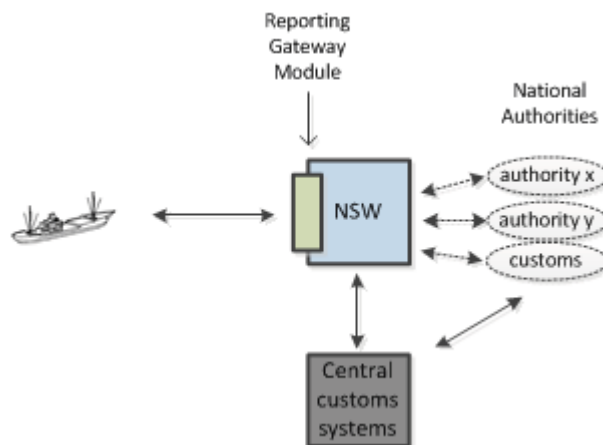 Reporting
Gateway
Module
National
Authorities
authority x
NSW
authority y
customs
Central
customs
systems